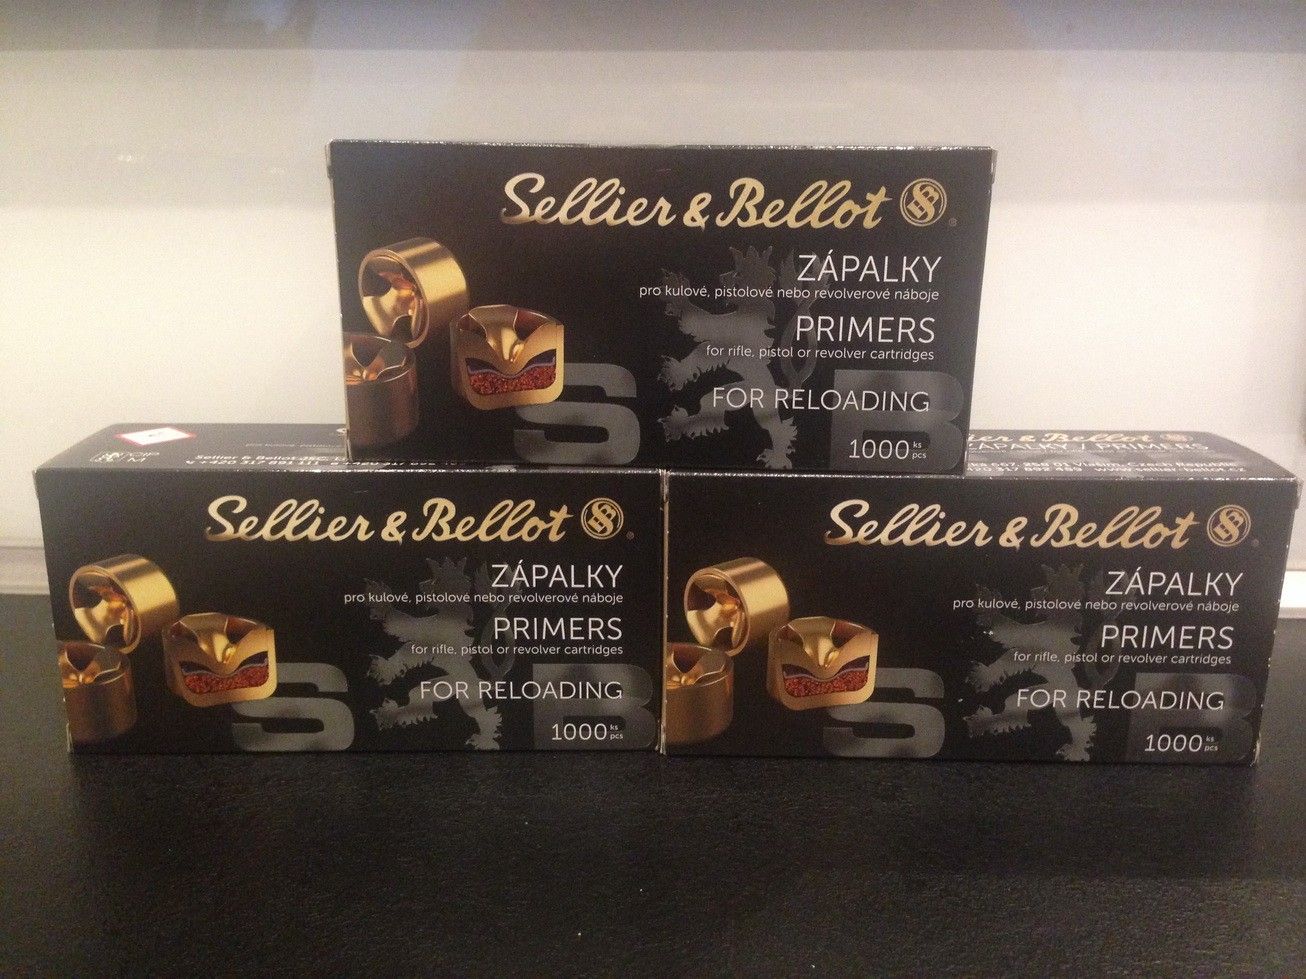 Sellier & Bellot
ZÁPALKY
pro kulové, pistolové nebo revolverové náboje
PRIMERS
for rifle, pistol or revolver cartridges
FOR RELOADING
S B
1000 ks pcs
Sellier & Bellot
ZÁPALKY
pro kulové, pistolové nebo revolverové náboje
PRIMERS
for rifle, pistol or revolver cartridges
FOR RELOADING
S B
1000 ks pcs
ZÁPALKY / PRIMERS
Sellier & Bellot
ZÁPALKY
pro kulové, pistolové nebo revolverové náboje
PRIMERS
for rifle, pistol or revolver cartridges
FOR RELOADING
S B
1000 ks pcs